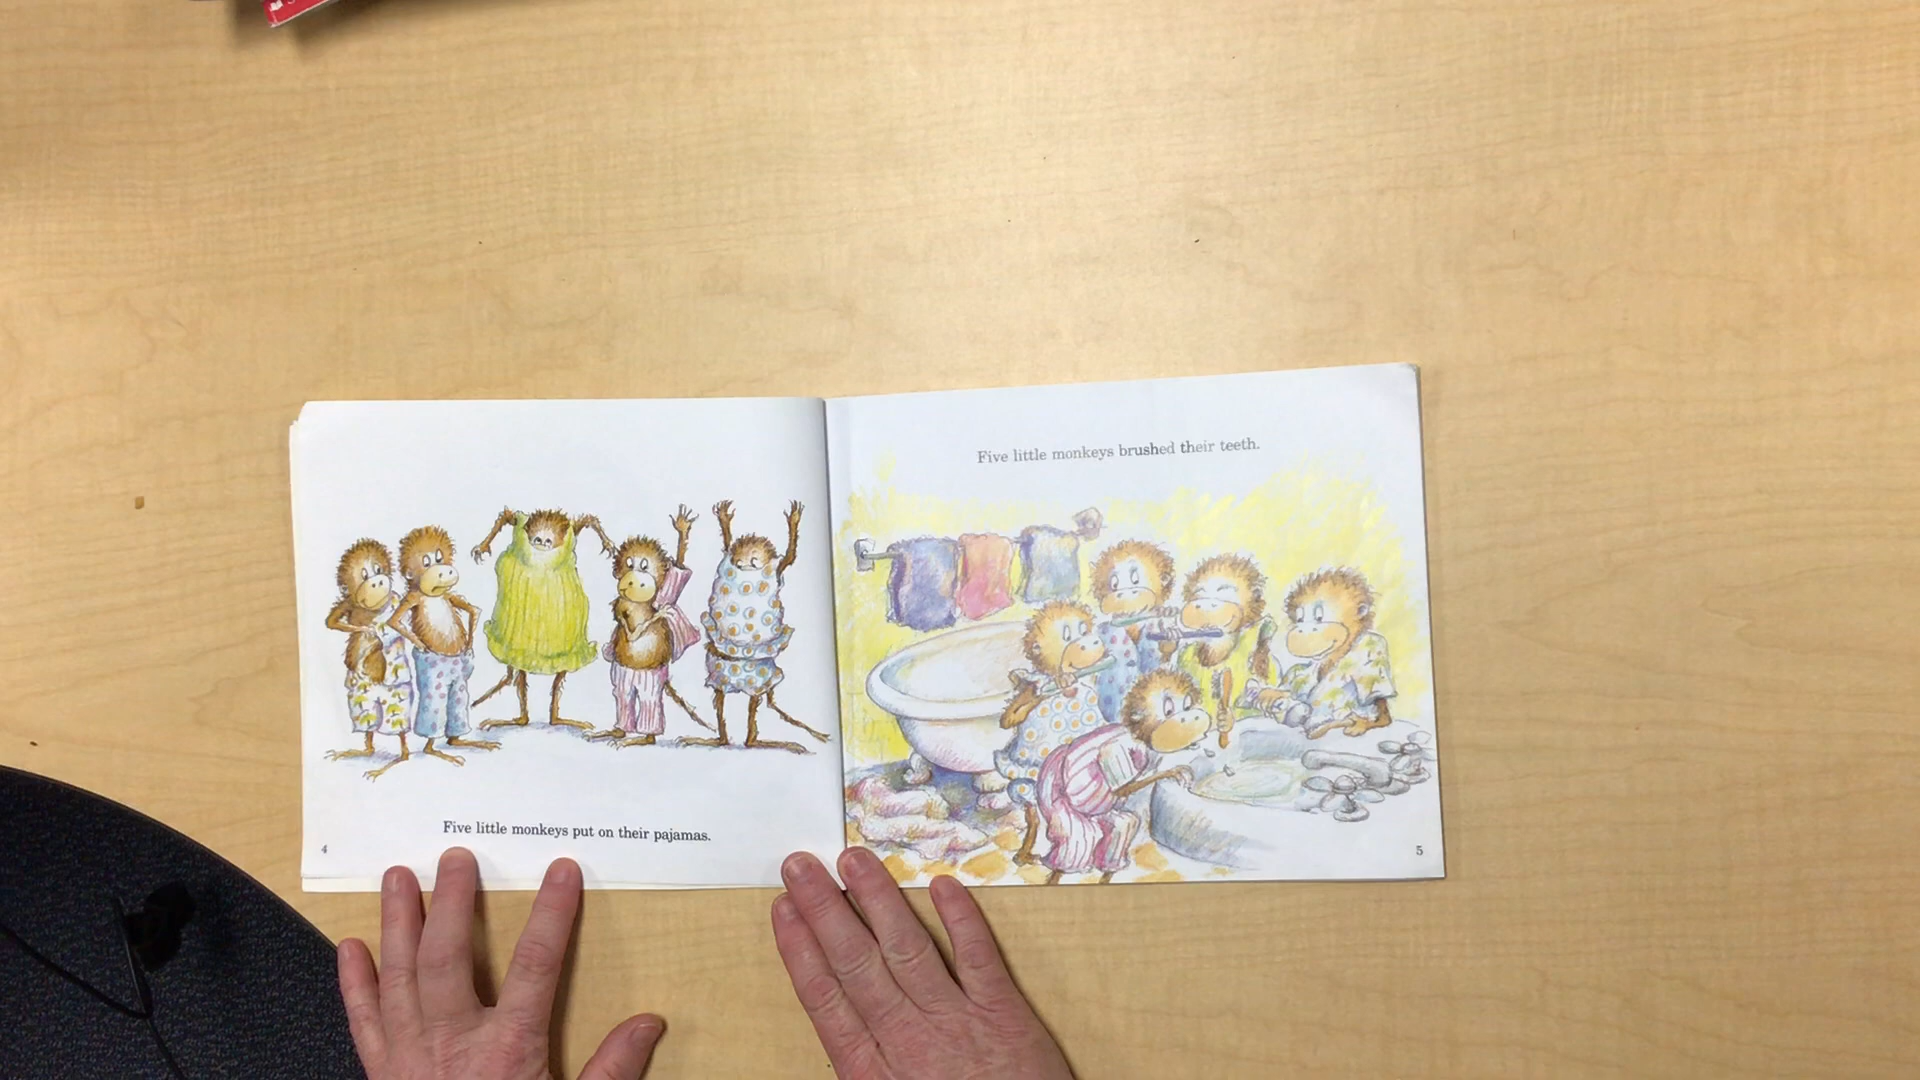 Five little monkeys put on their pajamas.
4
Five little monkeys brushed their teeth.
5